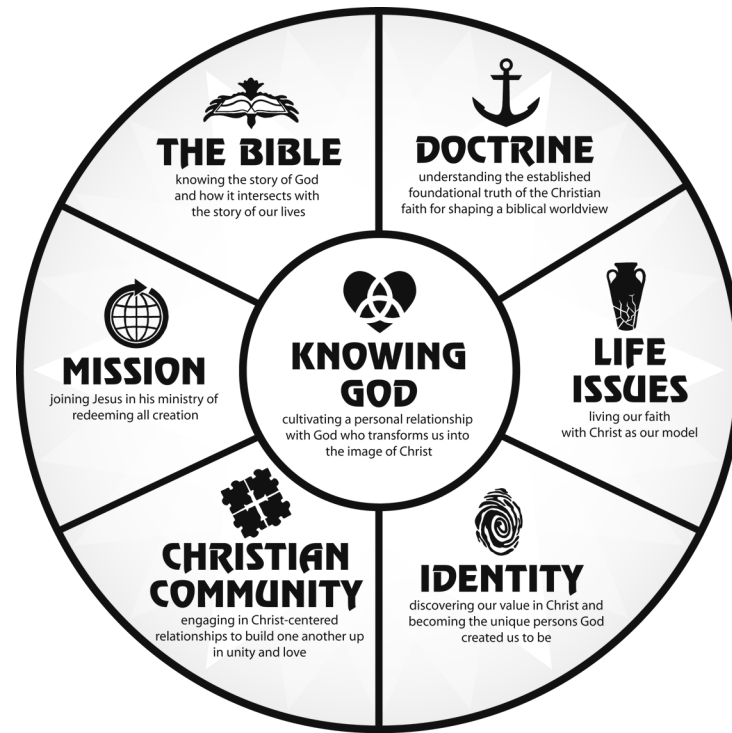 THE BIBLE
knowing the story of God
and how it intersects with
the story of our lives
DOCTRINE
understanding the established
foundational truth of the Christian
faith for shaping a biblical worldview
MISSION
joining Jesus in his ministry of
redeeming all creation
KNOWING
GOD
cultivating a personal relationship
with God who transforms us into
the image of Christ
LIFE
ISSUES
living our faith
with Christ as our model
CHRISTIAN
COMMUNITY
engaging in Christ-centered
relationships to build one another up
in unity and love
IDENTITY
discovering our value in Christ and
becoming the unique persons God
created us to be